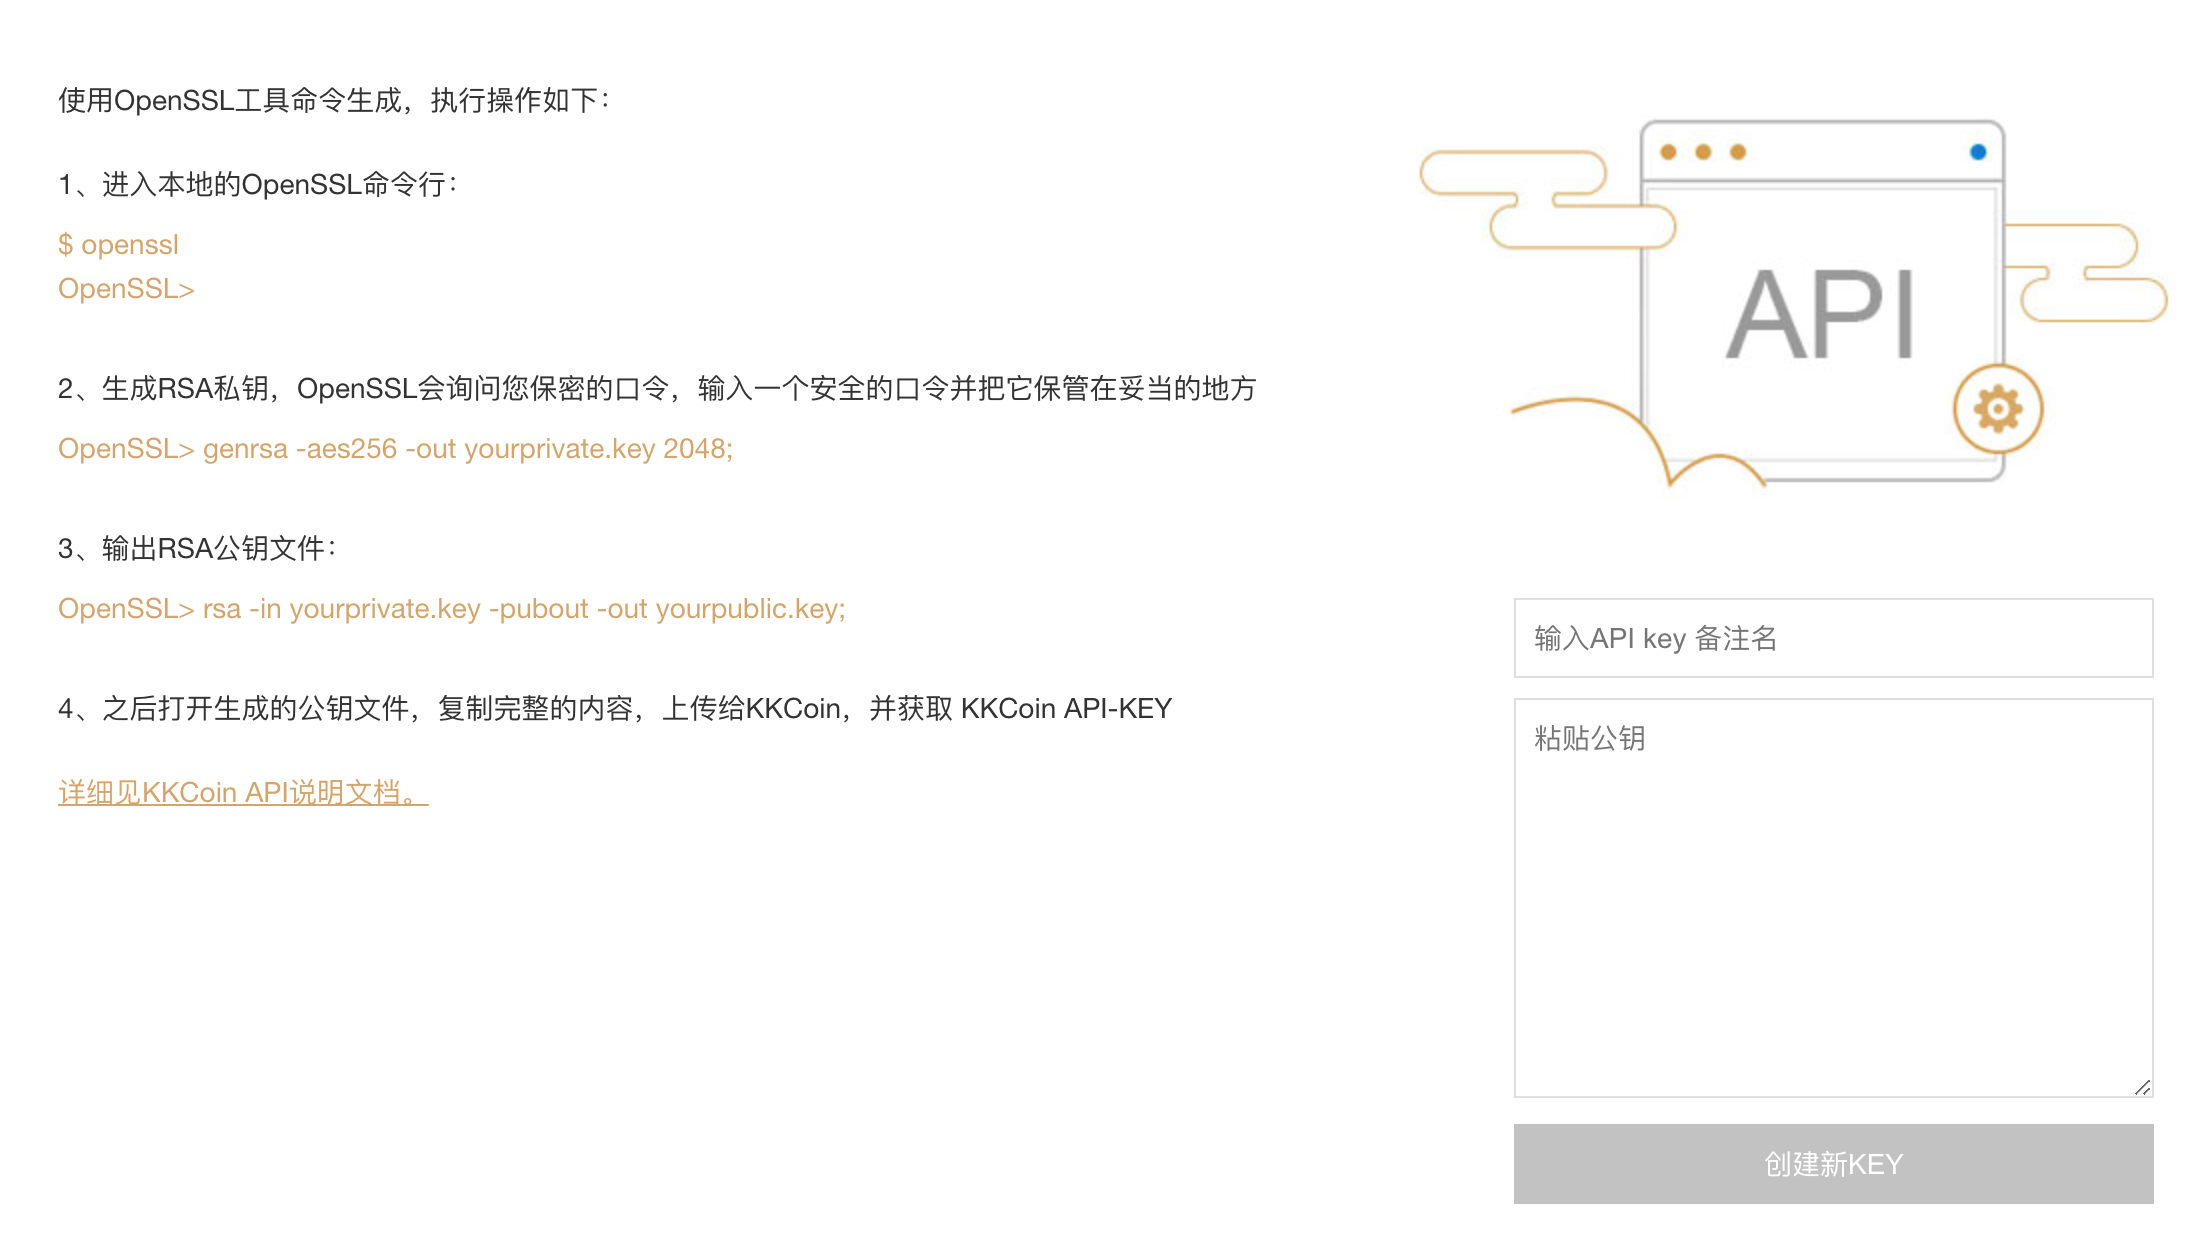 使用OpenSSL工具命令生成，执行操作如下：
1、进入本地的OpenSSL命令行：
$ openssl
OpenSSL>
2、生成RSA私钥，OpenSSL会询问您保密的口令，输入一个安全的口令并把它保管在妥当的地方
OpenSSL> genrsa -aes256 -out yourprivate.key 2048;
3、输出RSA公钥文件：
OpenSSL> rsa -in yourprivate.key -pubout -out yourpublic.key;
4、之后打开生成的公钥文件，复制完整的内容，上传给KKCoin，并获取 KKCoin API-KEY
详细见KKCoin API说明文档。
API
输入API key 备注名
粘贴公钥
创建新KEY